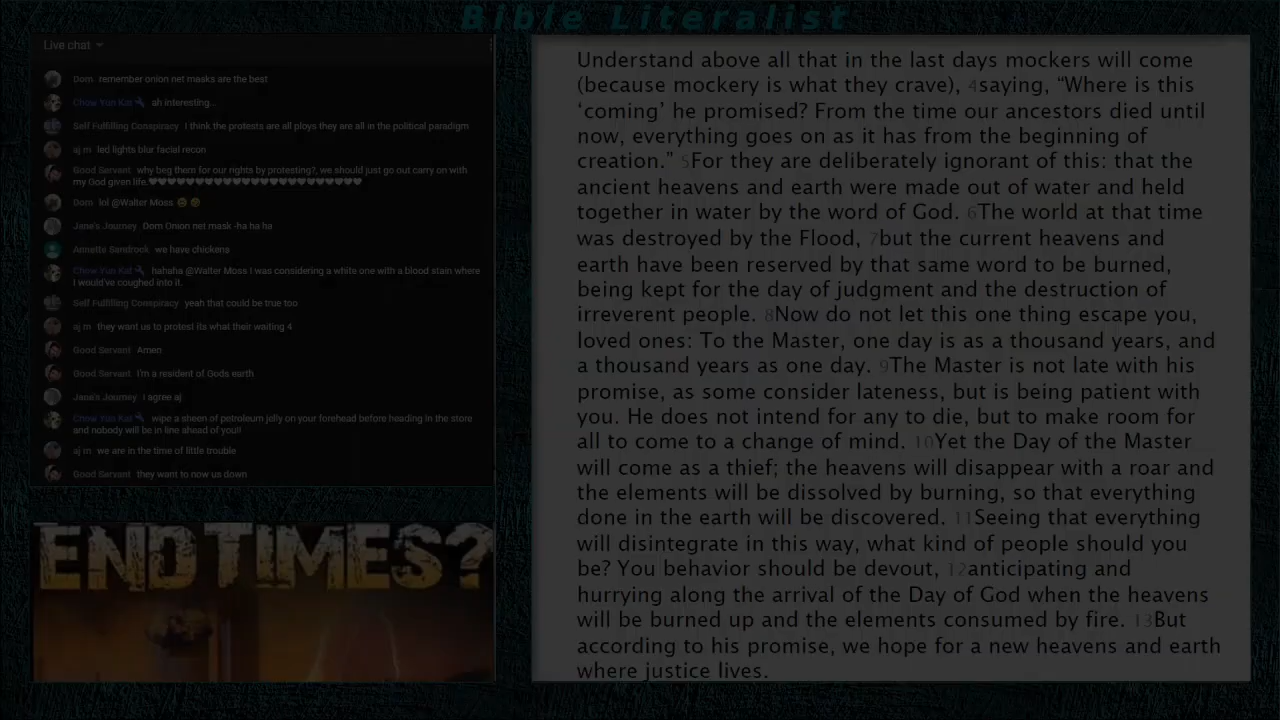 Bible Literalist
Live chat
Dom remember onion net masks are the best
Chow Yun Kat ah interesting...
Self Fulfilling Conspiracy I think the protests are all ploys they are all in the political paradigm
aj m led lights blur facial recon
Good Servant why beg them for our rights by protesting?, we should just go out carry on with
my God given life.
Dom lol @Walter Moss
Jane's Journey Dom Onion net mask -ha ha ha
Annette Sandrock we have chickens
Chow Yun Kat hahaha @Walter Moss I was considering a white one with a blood stain where
I would've coughed into it.
Self Fulfilling Conspiracy yeah that could be true too
aj m they want us to protest its what their waiting 4
Good Servant Amen
Good Servant I'm a resident of Gods earth
Jane's Journey I agree aj
Chow Yun Kat wipe a sheen of petroleum jelly on your forehead before heading in the store
and nobody will be in line ahead of you!!
aj m we are in the time of little trouble
Good Servant they want to now us down
END TIMES?
Understand above all that in the last days mockers will come
(because mockery is what they crave), 4saying, “Where is this
‘coming’ he promised? From the time our ancestors died until
now, everything goes on as it has from the beginning of
creation.” 5For they are deliberately ignorant of this: that the
ancient heavens and earth were made out of water and held
together in water by the word of God. 6The world at that time
was destroyed by the Flood, 7but the current heavens and
earth have been reserved by that same word to be burned,
being kept for the day of judgment and the destruction of
irreverent people. 8Now do not let this one thing escape you,
loved ones: To the Master, one day is as a thousand years, and
a thousand years as one day. 9The Master is not late with his
promise, as some consider lateness, but is being patient with
you. He does not intend for any to die, but to make room for
all to come to a change of mind. 10Yet the Day of the Master
will come as a thief; the heavens will disappear with a roar and
the elements will be dissolved by burning, so that everything
done in the earth will be discovered. 11Seeing that everything
will disintegrate in this way, what kind of people should you
be? You behavior should be devout, 12anticipating and
hurrying along the arrival of the Day of God when the heavens
will be burned up and the elements consumed by fire. 13But
according to his promise, we hope for a new heavens and earth
where justice lives.